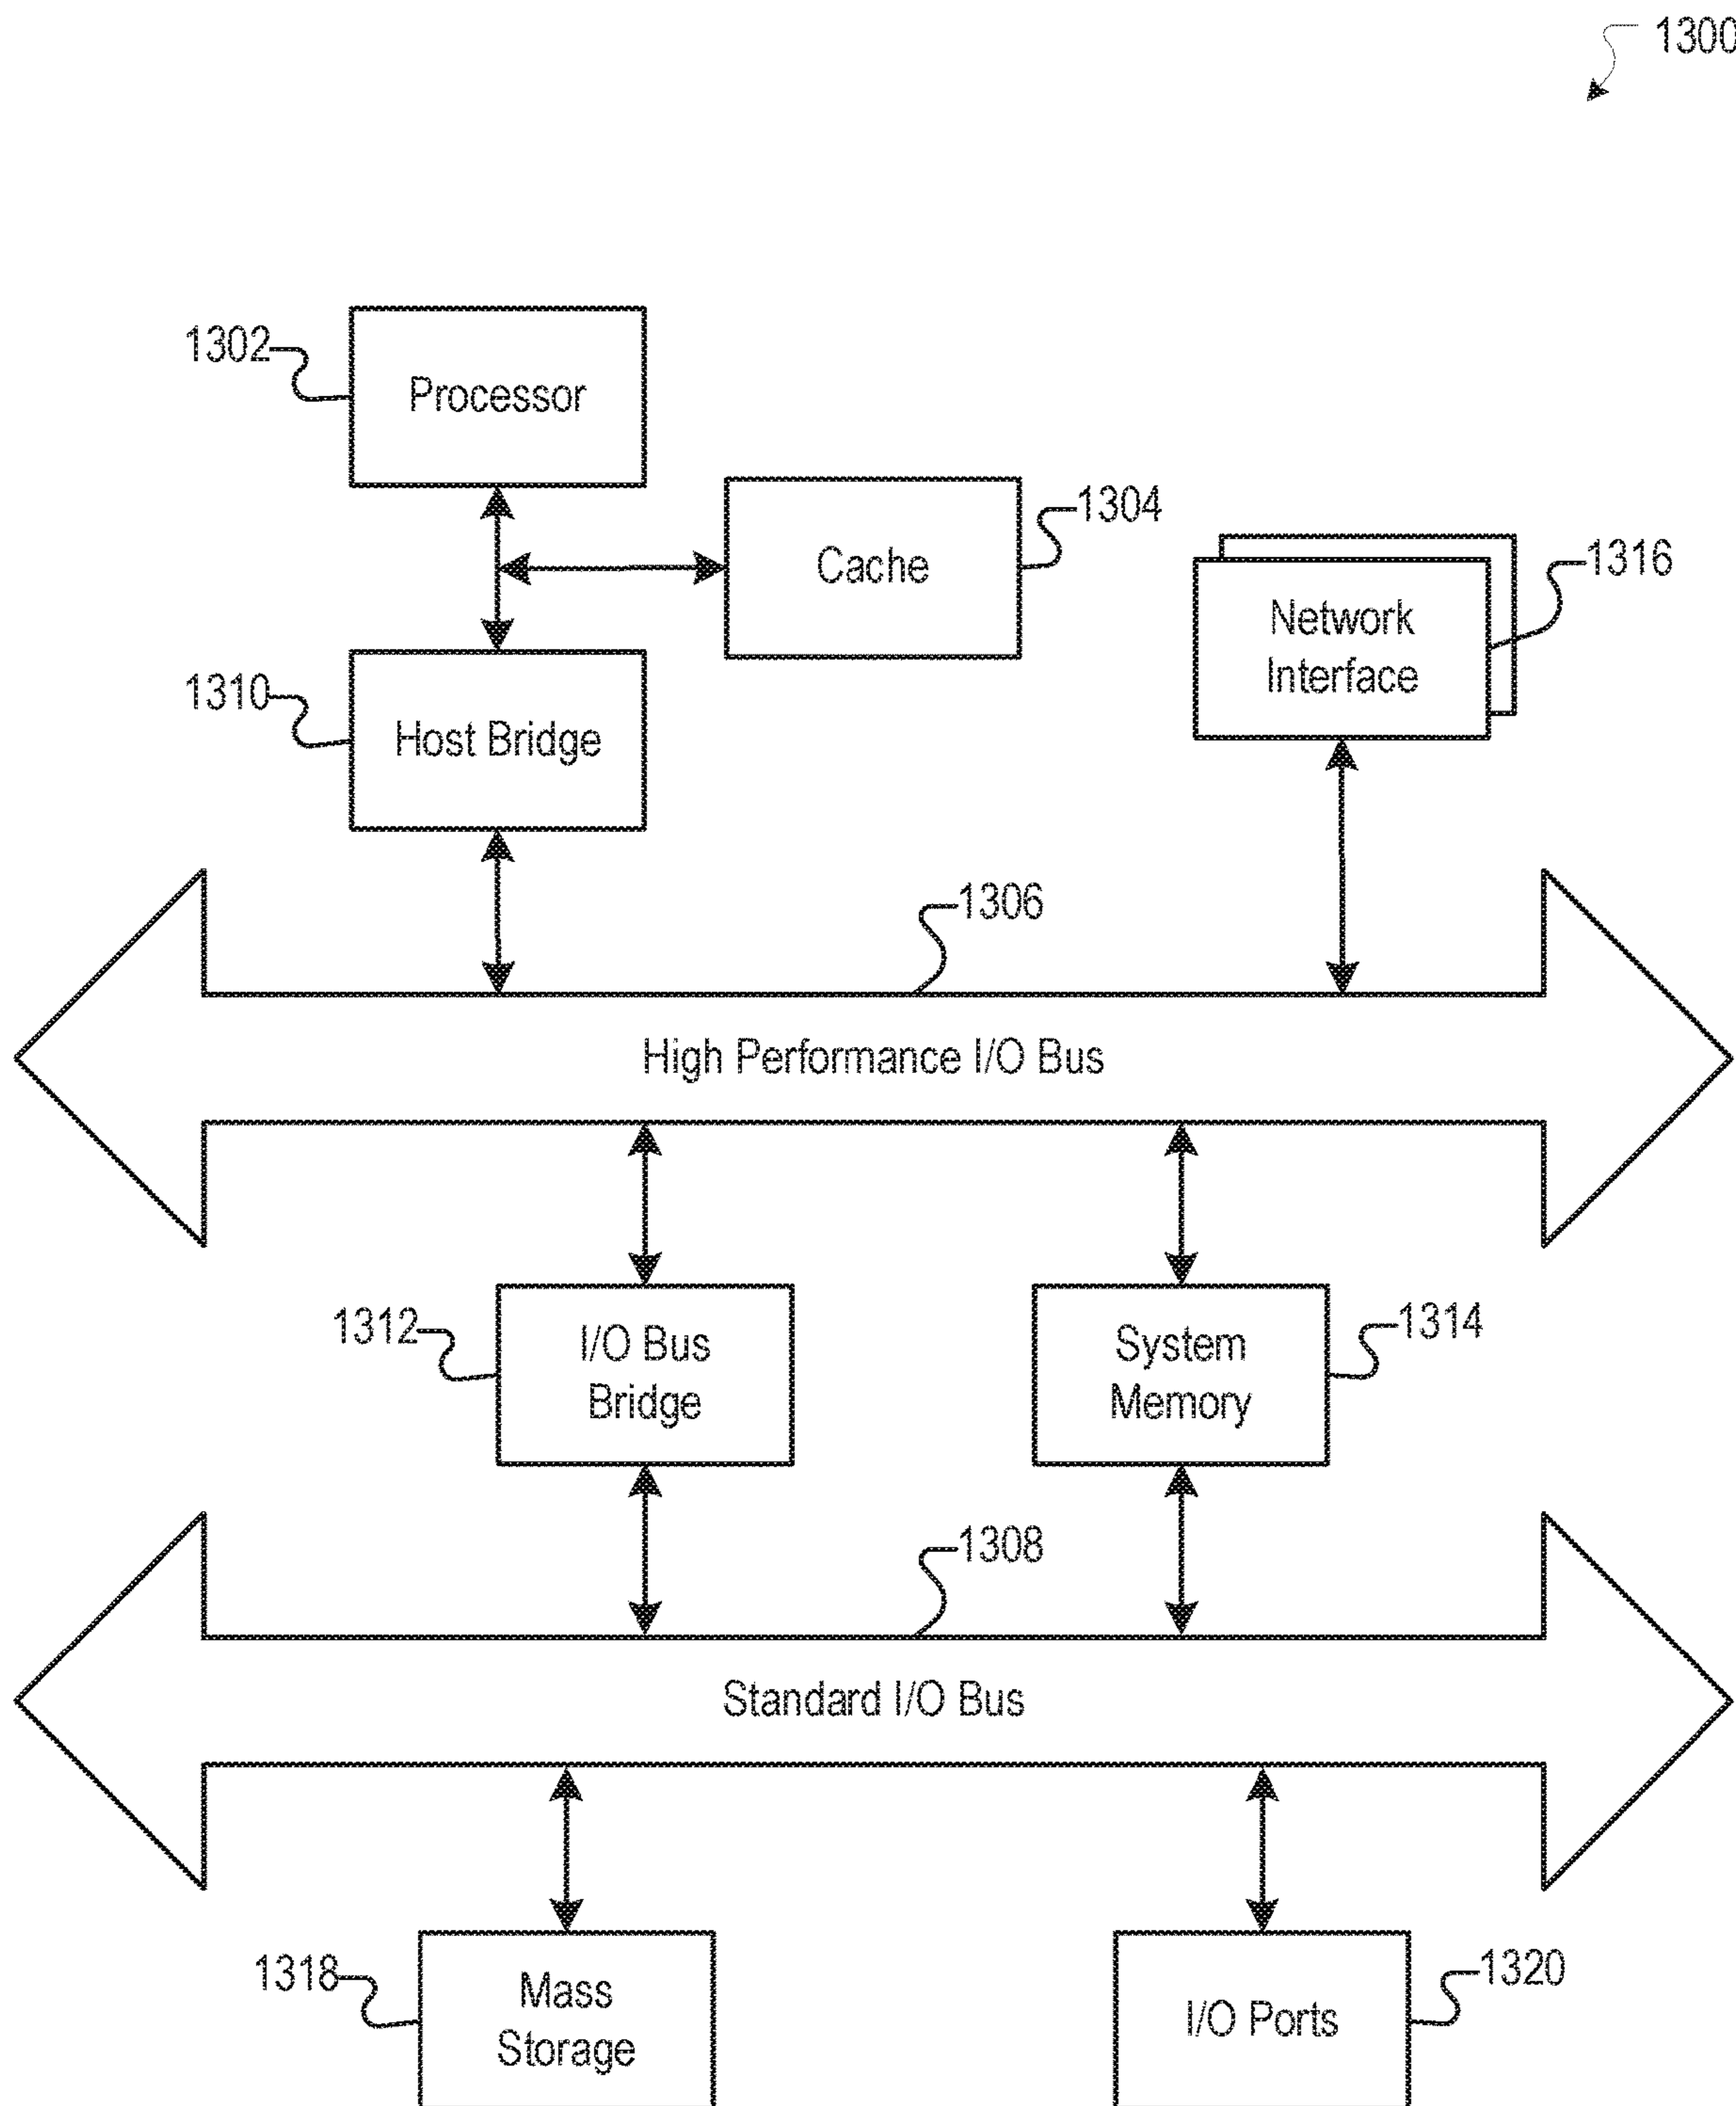 1300
1302
Processor
1304
Cache
1316
Network
Interface
1310
Host Bridge
1306
High Performance I/O Bus
1312
I/O Bus
Bridge
System
Memory
1314
1308
Standard I/O Bus
1318
Mass
Storage
I/O Ports
1320